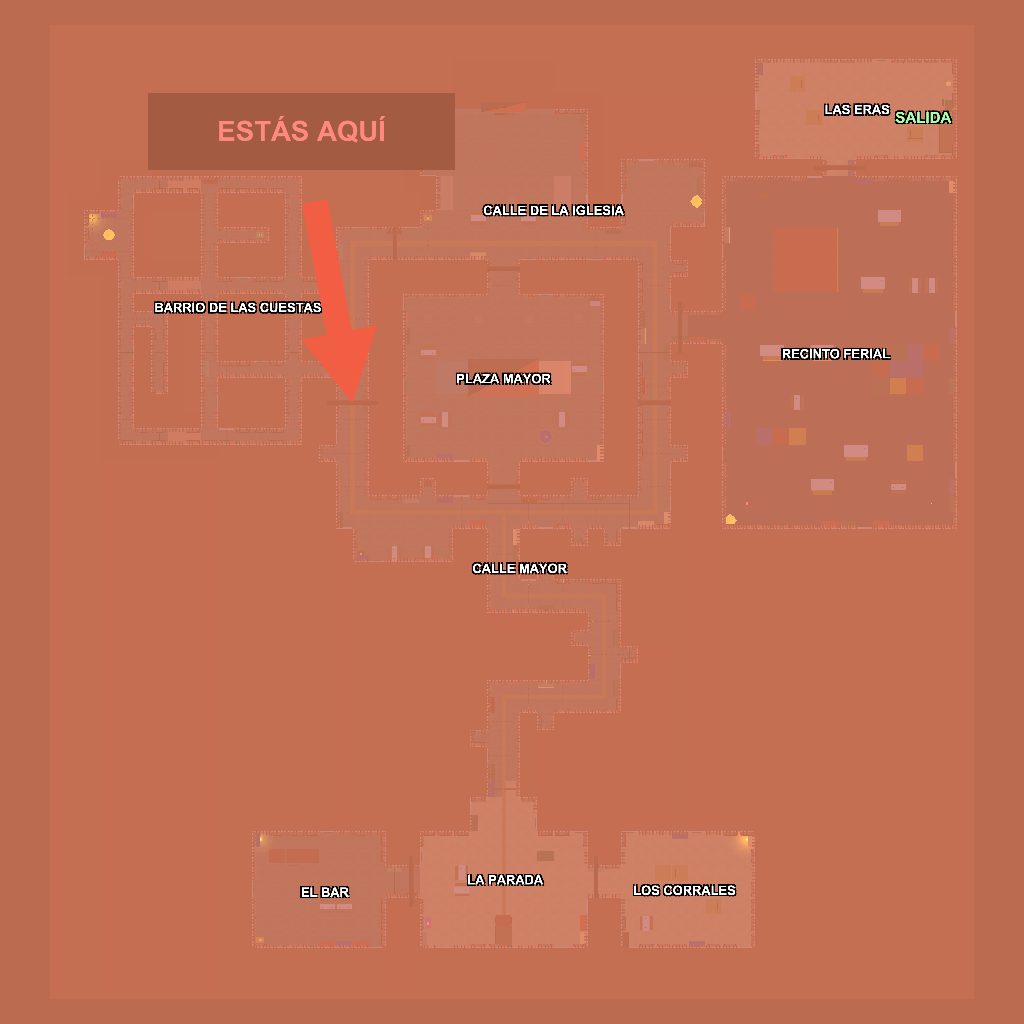 LAS ERAS
SALIDA
ESTÁS AQUÍ
CALLE DE LA IGLESIA
BARRIO DE LAS CUESTAS
RECINTO FERIAL
PLAZA MAYOR
CALLE MAYOR
LA PARADA
EL BAR
LOS CORRALES